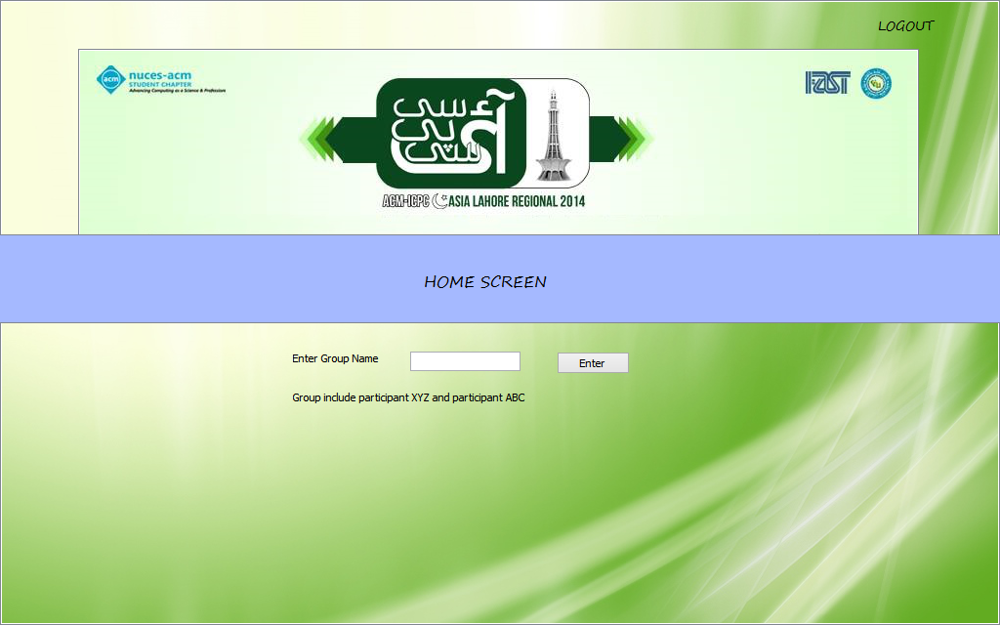 LOGOUT
acm
nuces-acm
STUDENT CHAPTER
Advancing Computing as a Science & Profession
FAST
آئی
سی
پی
سی
ACM-ICPC ASIA LAHORE REGIONAL 2014
HOME SCREEN
Enter Group Name
Enter
Group include participant XYZ and participant ABC